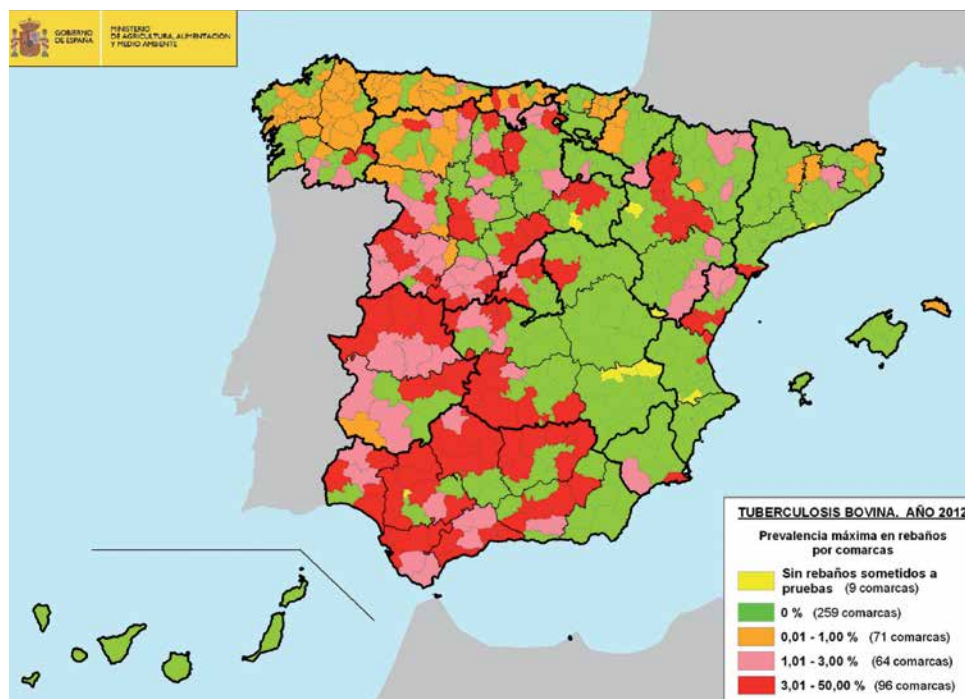 GOBIERNO
DE ESPAÑA
MINISTERIO
DE AGRICULTURA, ALIMENTACIÓN
Y MEDIO AMBIENTE
TUBERCULOSIS BOVINA. AÑO 2012
Prevalencia máxima en rebaños
por comarcas
Sin rebaños sometidos a
pruebas (9 comarcas)
0 % (259 comarcas)
0,01 - 1,00 % (71 comarcas)
1,01 - 3,00 % (64 comarcas)
3,01 - 50,00 % (96 comarcas)